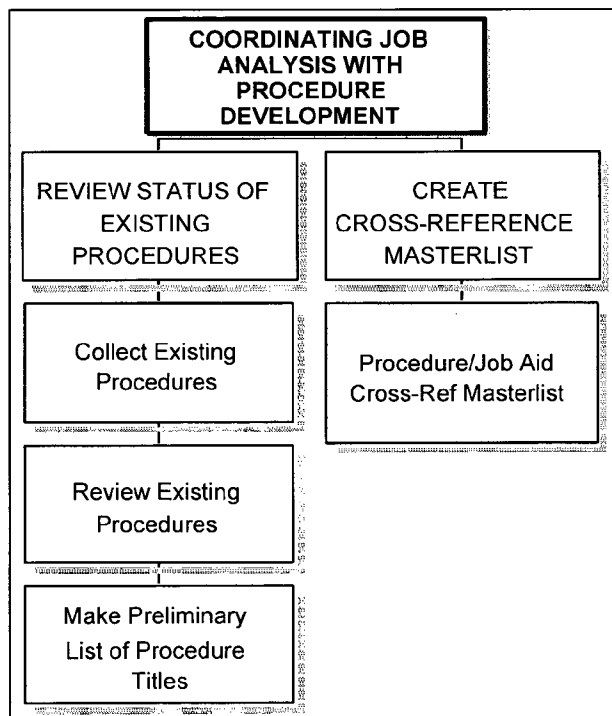 COORDINATING JOB
ANALYSIS WITH
PROCEDURE
DEVELOPMENT
REVIEW STATUS OF
EXISTING
PROCEDURES
Collect Existing
Procedures
Review Existing
Procedures
Make Preliminary
List of Procedure
Titles
CREATE
CROSS-REFERENCE
MASTERLIST
Procedure/Job Aid
Cross-Ref Masterlist